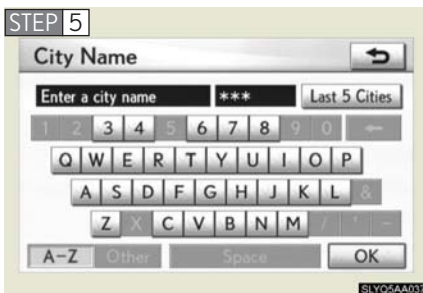 STEP 5
City Name
Enter a city name *** Last 5 Cities
1 2 3 4 5 6 7 8 9 0 ←
Q W E R T Y U I O P
A S D F G H J K L &
Z X C V B N M / ' -
A-Z Other Space OK
SLYO5AA037